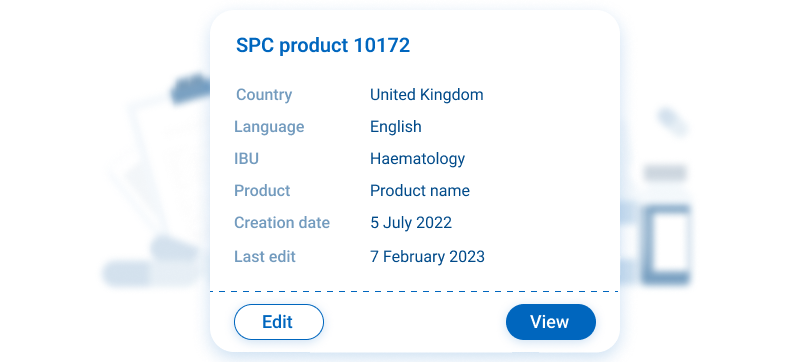 SPC product 10172
Country United Kingdom
Language English
IBU Haematology
Product Product name
Creation date 5 July 2022
Last edit 7 February 2023
Edit View